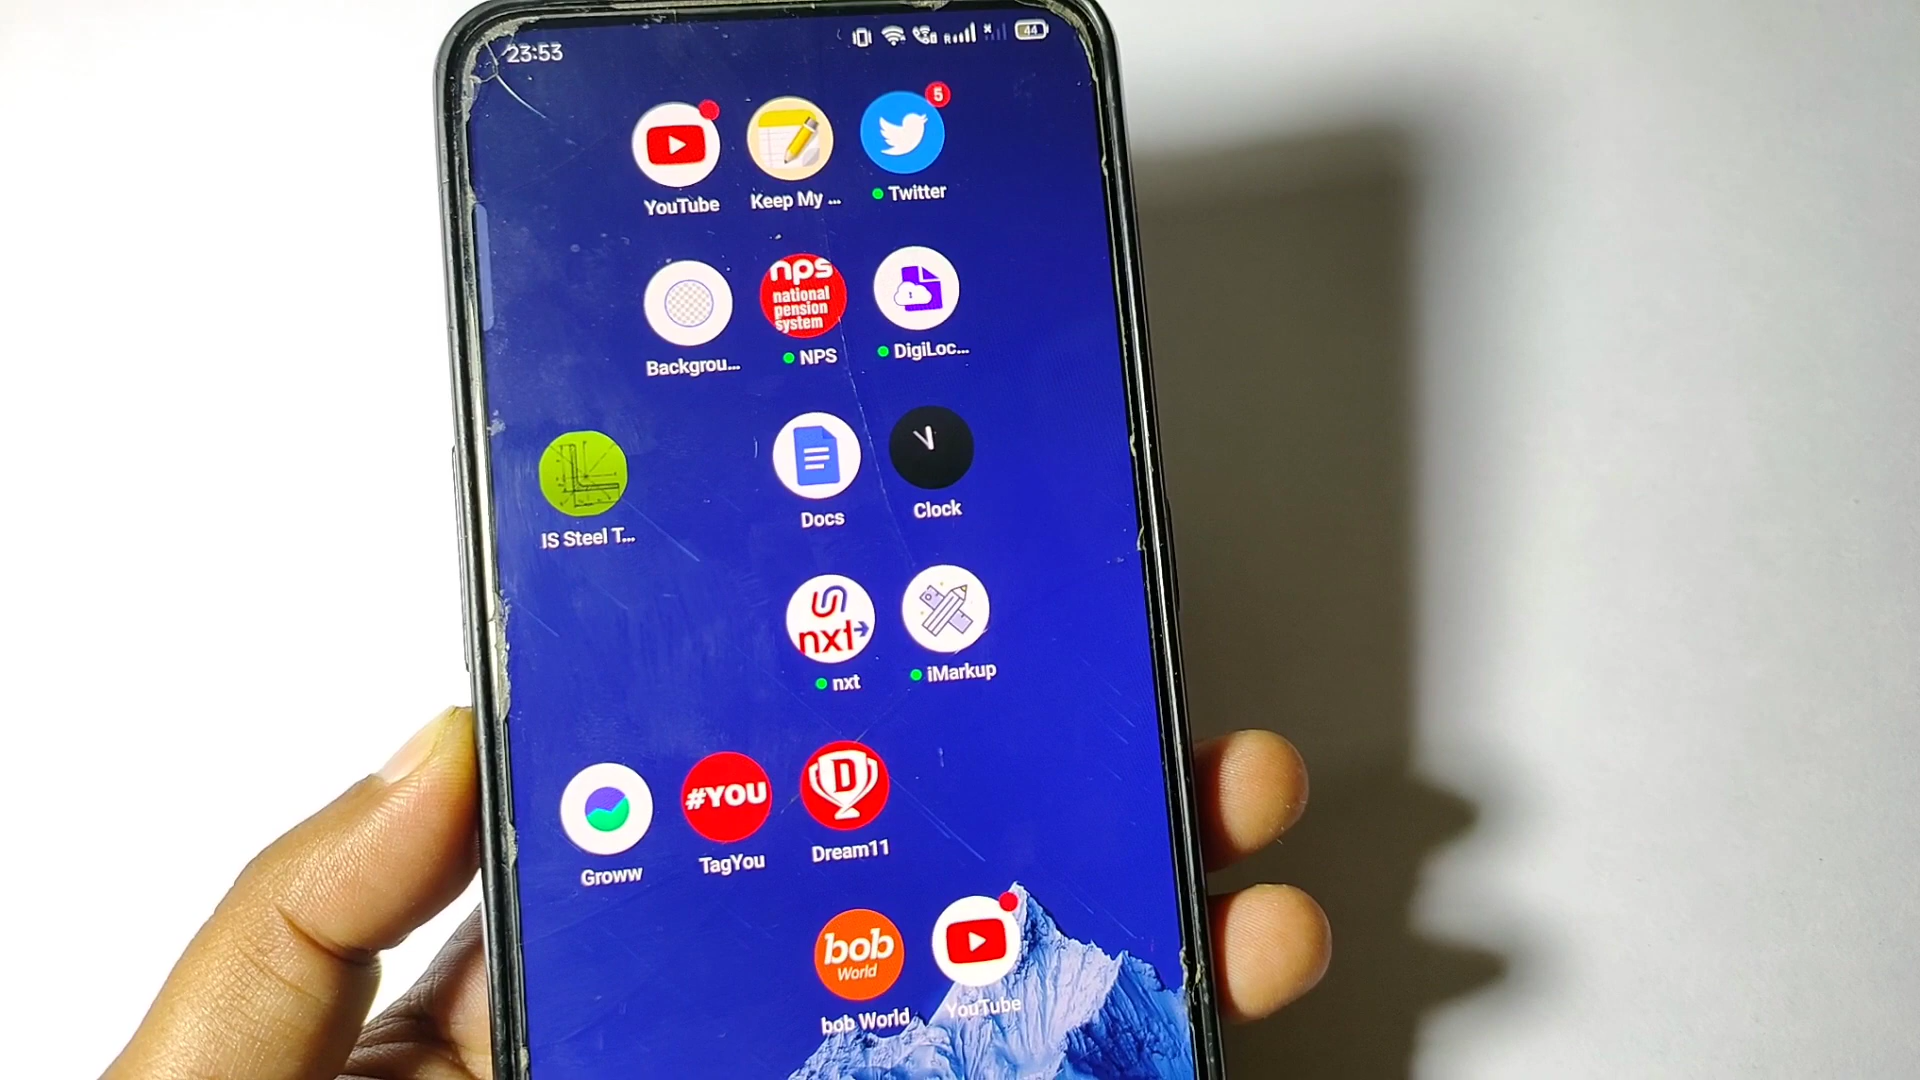 23:53
R
44
5
YouTube
Keep My ...
Twitter
nps
national
pension
system
Backgrou...
NPS
DigiLoc...
IS Steel T...
Docs
Clock
nxt
nxt
iMarkup
#YOU
D
Groww
TagYou
Dream11
bob
World
bob World
YouTube